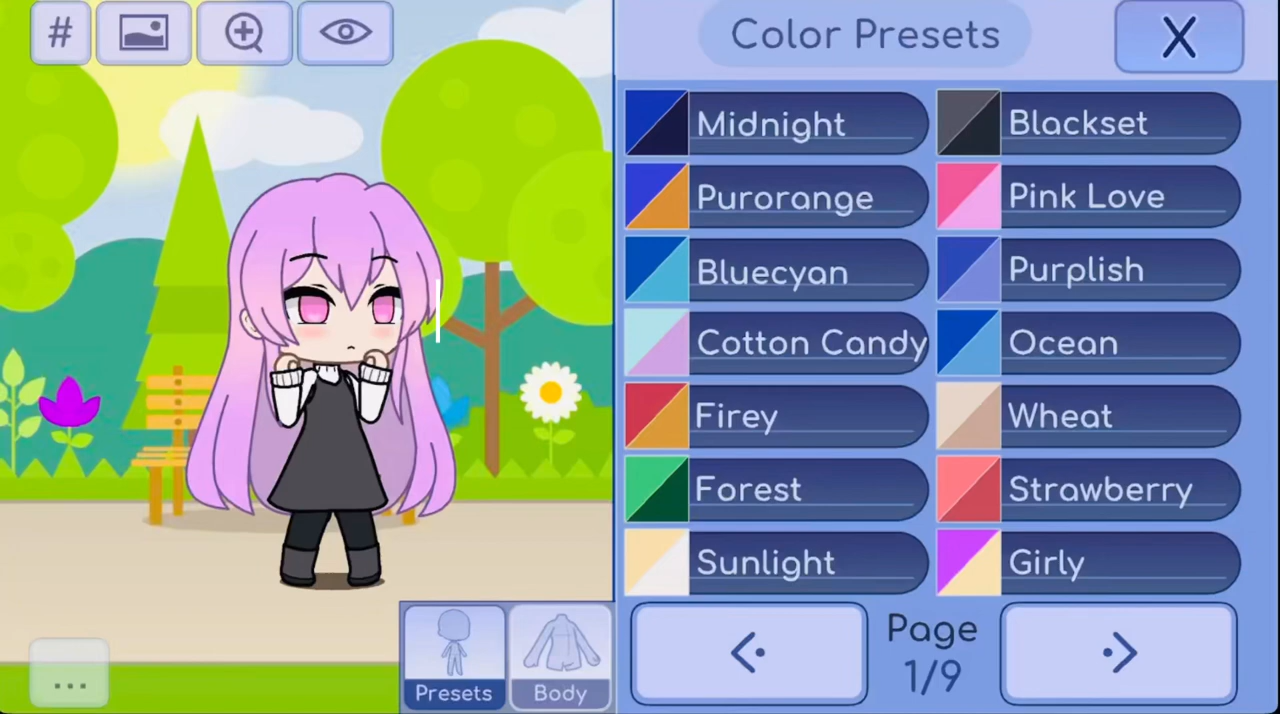 #
Color Presets
X
Midnight
Blackset
Purorange
Pink Love
Bluecyan
Purplish
Cotton Candy
Ocean
Firey
Wheat
Forest
Strawberry
Sunlight
Girly
Page
1/9
Presets
Body
...